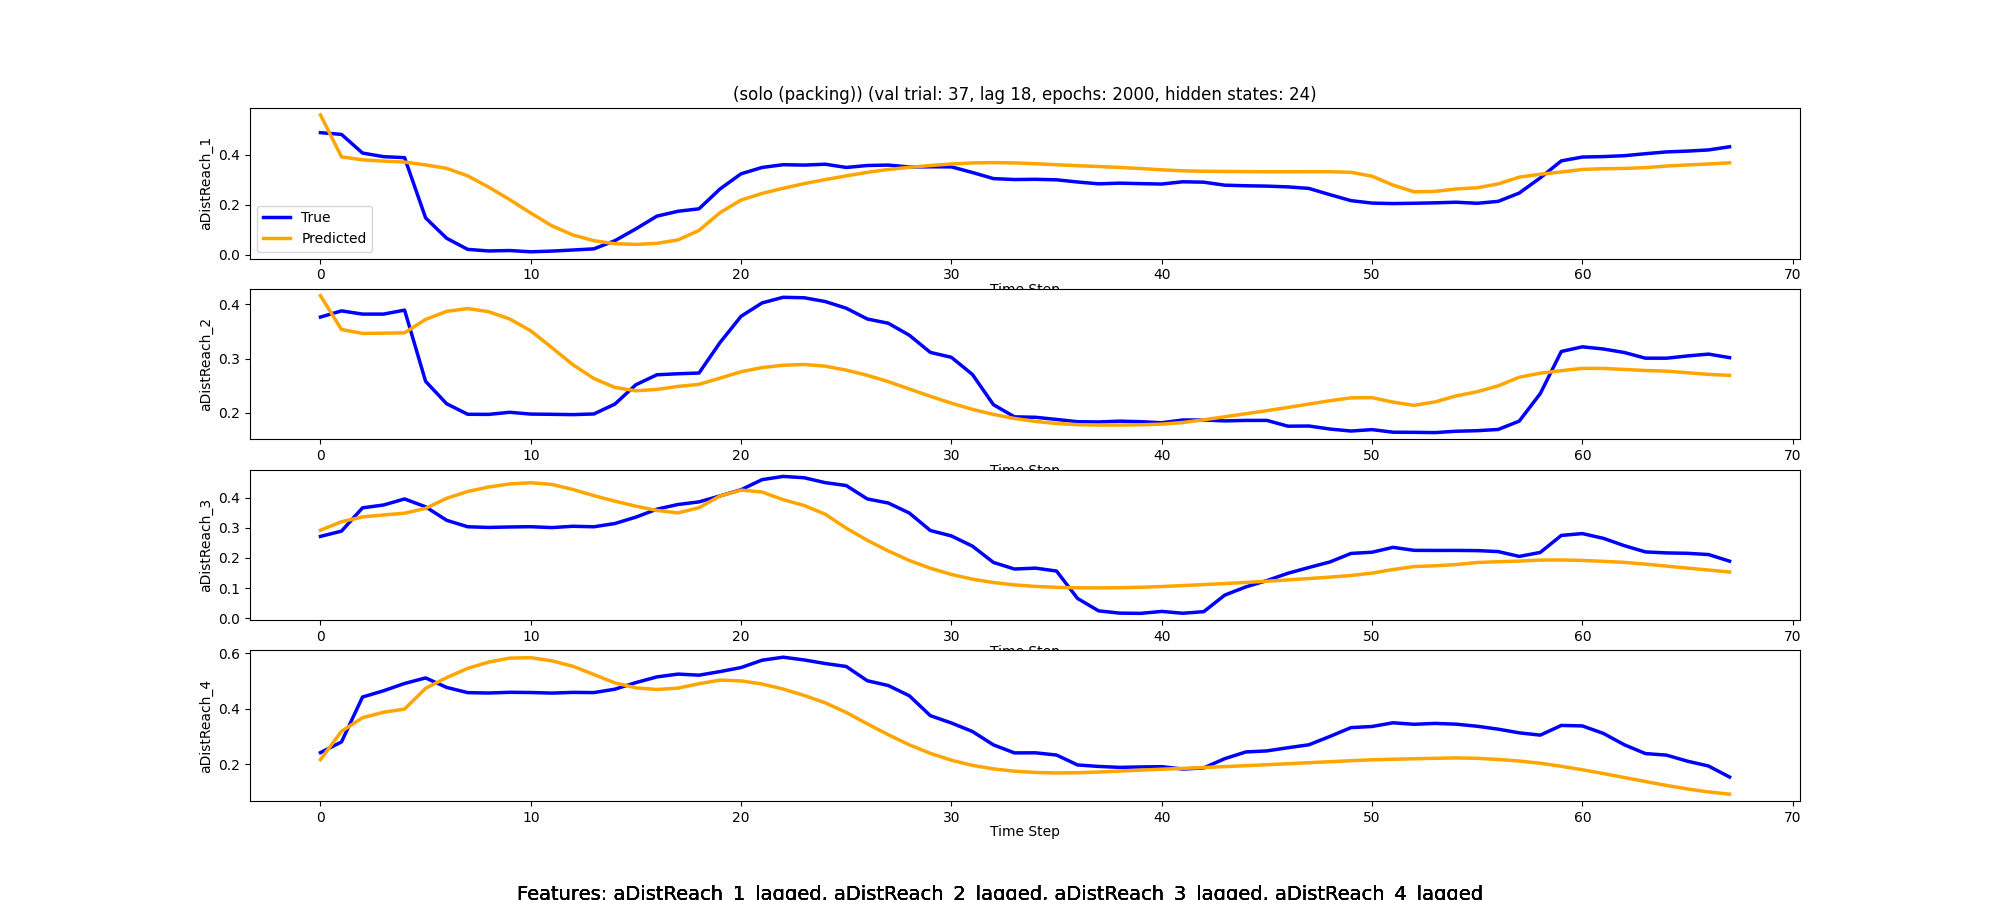 (solo (packing)) (val trial: 37, lag 18, epochs: 2000, hidden states: 24)
aDistReach_1
0.4
0.2
0.0
True
Predicted
0 10 20 30 40 50 60 70
Time Step
aDistReach_2
0.4
0.3
0.2
0 10 20 30 40 50 60 70
Time Step
aDistReach_3
0.4
0.3
0.2
0.1
0.0
0 10 20 30 40 50 60 70
Time Step
aDistReach_4
0.6
0.4
0.2
0 10 20 30 40 50 60 70
Time Step
Features: aDistReach_1_lagged, aDistReach_2_lagged, aDistReach_3_lagged, aDistReach_4_lagged